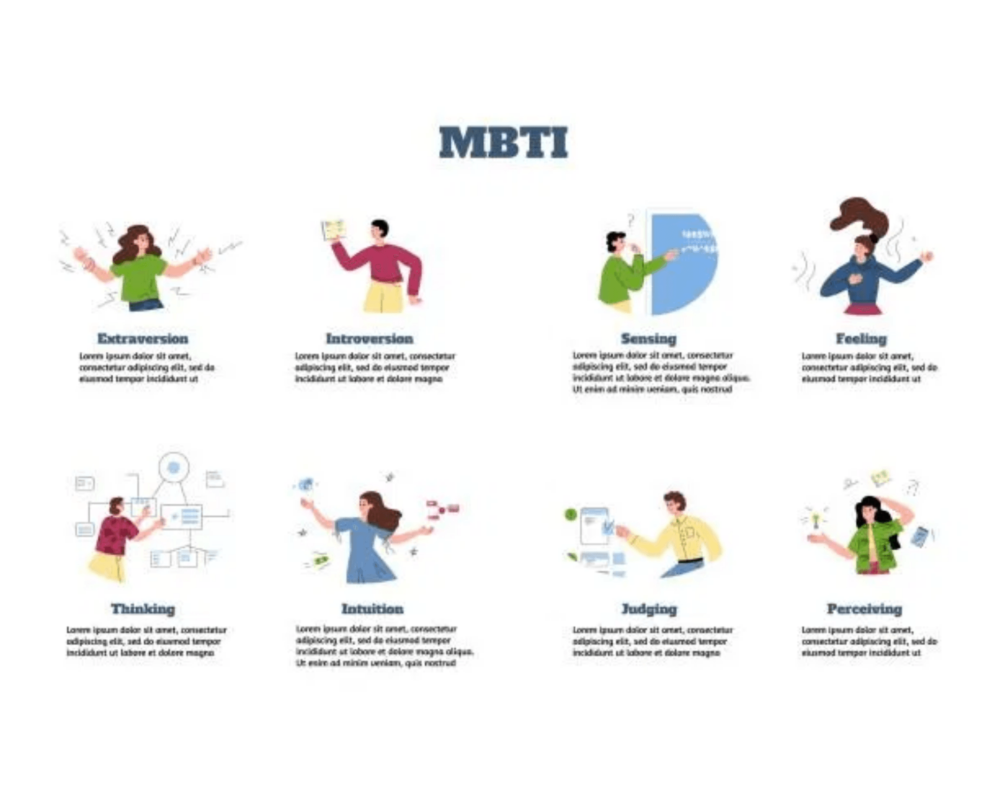 MBTI
Extraversion
Lorem ipsum dolor sit amet,
consectetur adipiscing elit, sed do
eiusmod tempor incididunt ut
Introversion
Lorem ipsum dolor sit amet, consectetur
adipiscing elit, sed do eiusmod tempor
incididunt ut labore et dolore magna
Sensing
Lorem ipsum dolor sit amet, consectetur
adipiscing elit, sed do eiusmod tempor
incididunt ut labore et dolore magna aliqua.
Ut enim ad minim veniam, quis nostrud
Feeling
Lorem ipsum dolor sit amet,
consectetur adipiscing elit, sed do
eiusmod tempor incididunt ut
Thinking
Lorem ipsum dolor sit amet, consectetur
adipiscing elit, sed do eiusmod tempor
incididunt ut labore et dolore magna
Intuition
Lorem ipsum dolor sit amet, consectetur
adipiscing elit, sed do eiusmod tempor
incididunt ut labore et dolore magna aliqua.
Ut enim ad minim veniam, quis nostrud
Judging
Lorem ipsum dolor sit amet, consectetur
adipiscing elit, sed do eiusmod tempor
incididunt ut labore et dolore magna
Perceiving
Lorem ipsum dolor sit amet,
consectetur adipiscing elit, sed do
eiusmod tempor incididunt ut